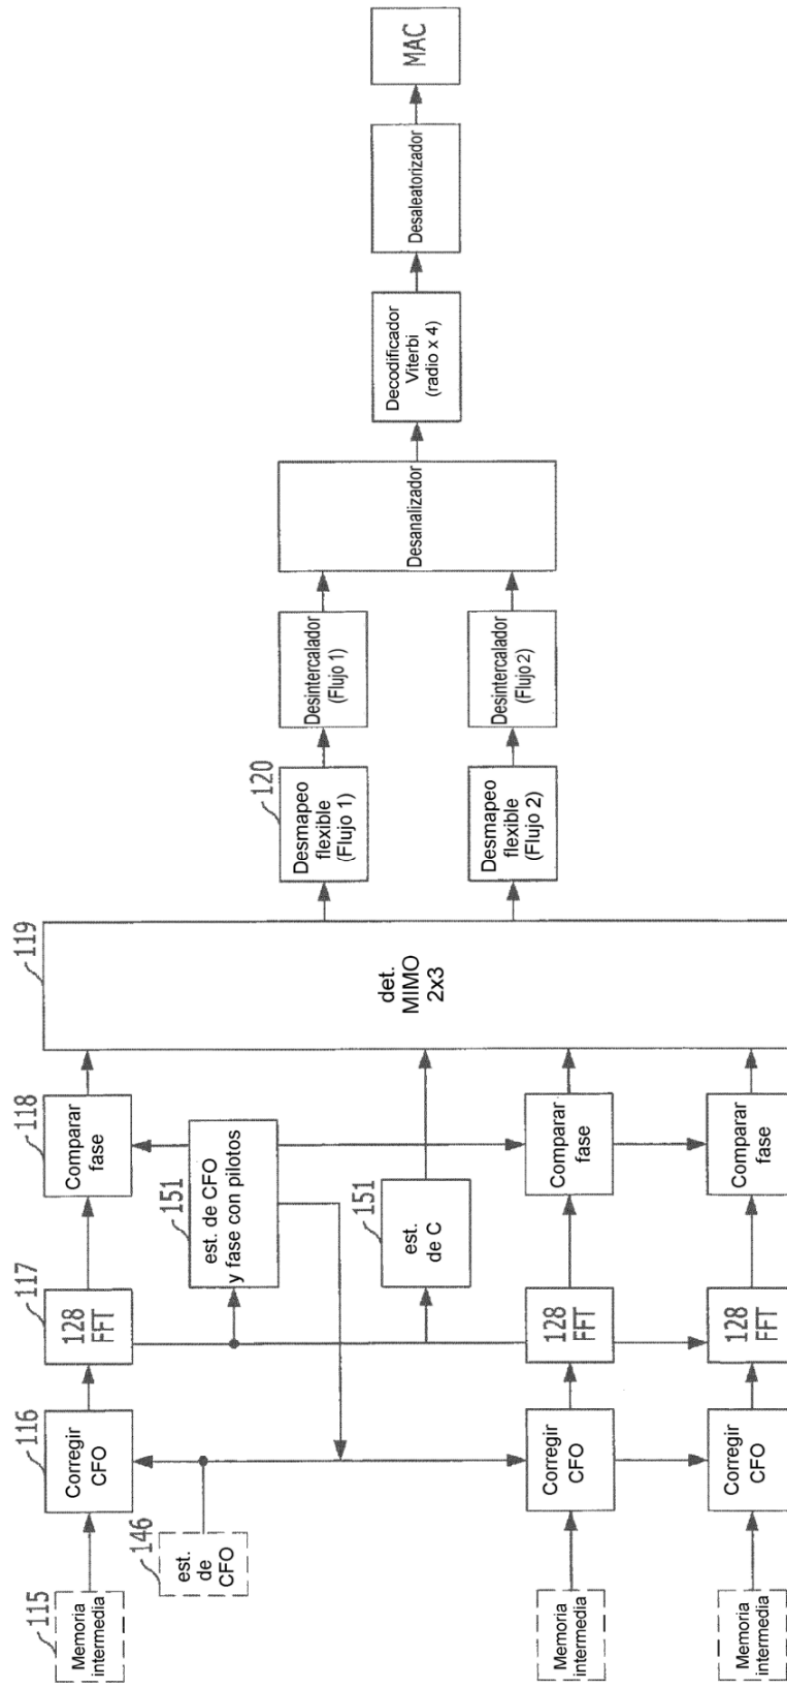 115
Memoria
intermedia
116
Corregir
CFO
146
est.
de
CFO
117
128
FFT
118
Comparar
fase
151
est. de CFO
y fase con pilotos
151
est.
de C
119
det.
MIMO
2x3
120
Desmapeo
flexible
(Flujo 1)
Desintercalador
(Flujo 1)
Desmapeo
flexible
(Flujo 2)
Desintercalador
(Flujo 2)
Desanalizador
Decodificador
Viterbi
(radio x 4)
Desaleatorizador
MAC
Memoria
intermedia
Corregir
CFO
128
FFT
Comparar
fase
Memoria
intermedia
Corregir
CFO
128
FFT
Comparar
fase